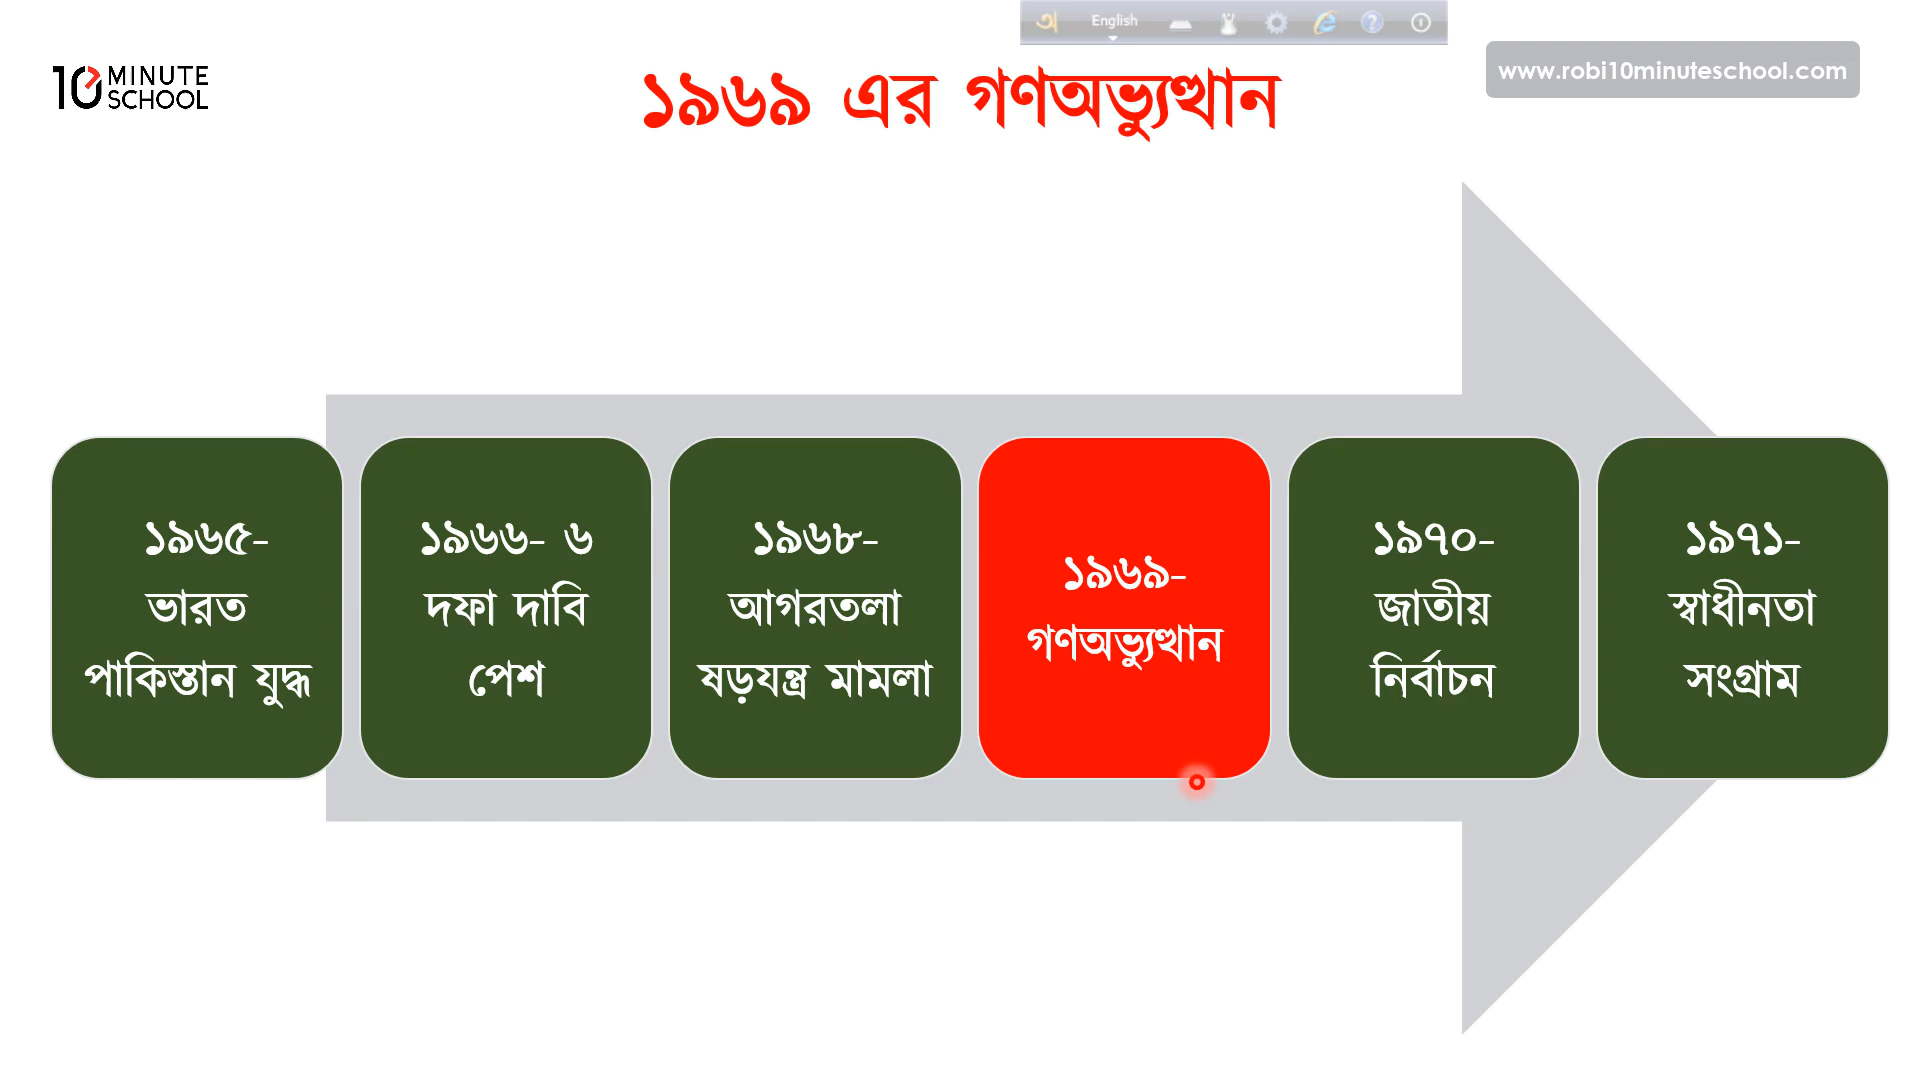 অ English
10 MINUTE
SCHOOL
www.robi10minuteschool.com
১৯৬৯ এর গণঅভ্যুত্থান
১৯৬৫-
ভারত
পাকিস্তান যুদ্ধ
১৯৬৬- ৬
দফা দাবি
পেশ
১৯৬৮-
আগরতলা
ষড়যন্ত্র মামলা
১৯৬৯-
গণঅভ্যুত্থান
১৯৭০-
জাতীয়
নির্বাচন
১৯৭১-
স্বাধীনতা
সংগ্রাম